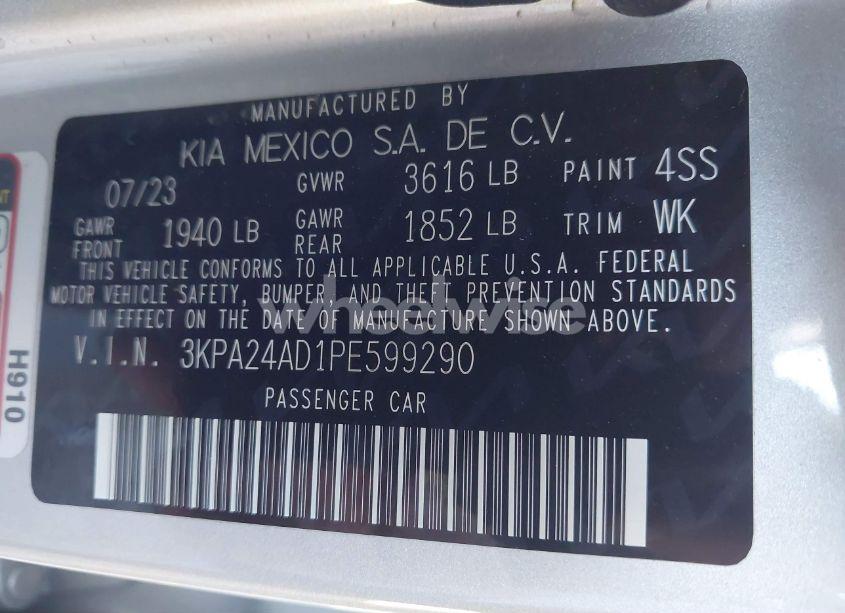 MANUFACTURED BY
KIA MEXICO S.A. DE C.V.
07/23 GVWR 3616 LB PAINT 4SS
GAWR FRONT 1940 LB GAWR REAR 1852 LB TRIM WK
THIS VEHICLE CONFORMS TO ALL APPLICABLE U.S.A. FEDERAL
MOTOR VEHICLE SAFETY, BUMPER, AND THEFT PREVENTION STANDARDS
IN EFFECT ON THE DATE OF MANUFACTURE SHOWN ABOVE.
V.I.N. 3KPA24AD1PE599290
PASSENGER CAR
H910
wheelwise